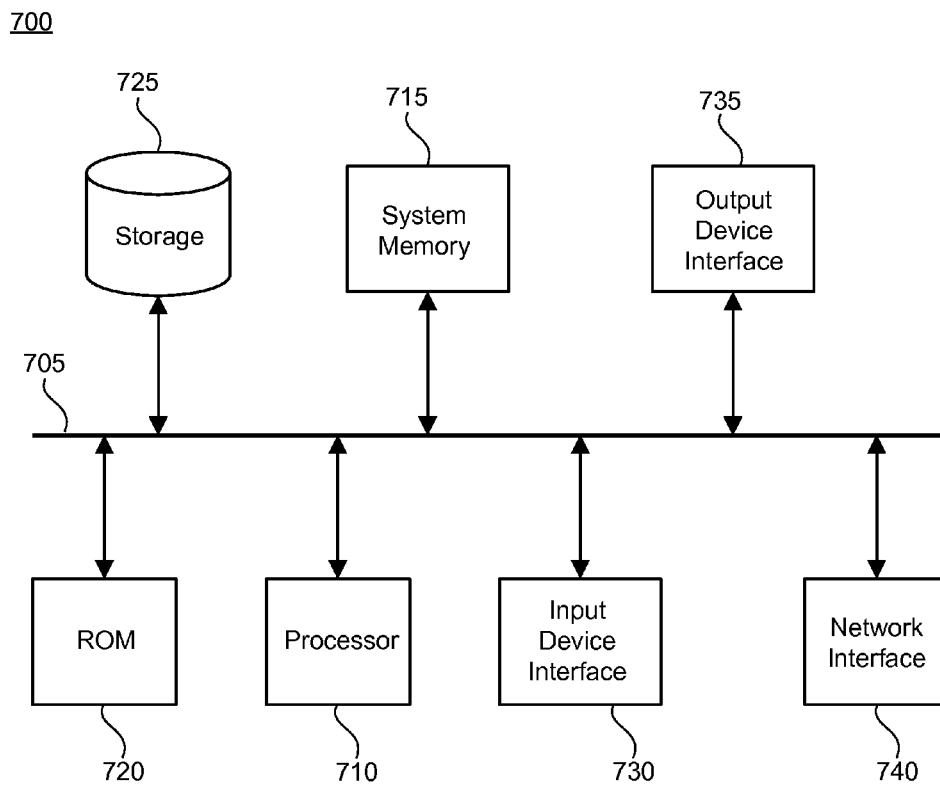 700
725
715
735
Storage
System
Memory
Output
Device
Interface
705
ROM
Processor
Input
Device
Interface
Network
Interface
720
710
730
740